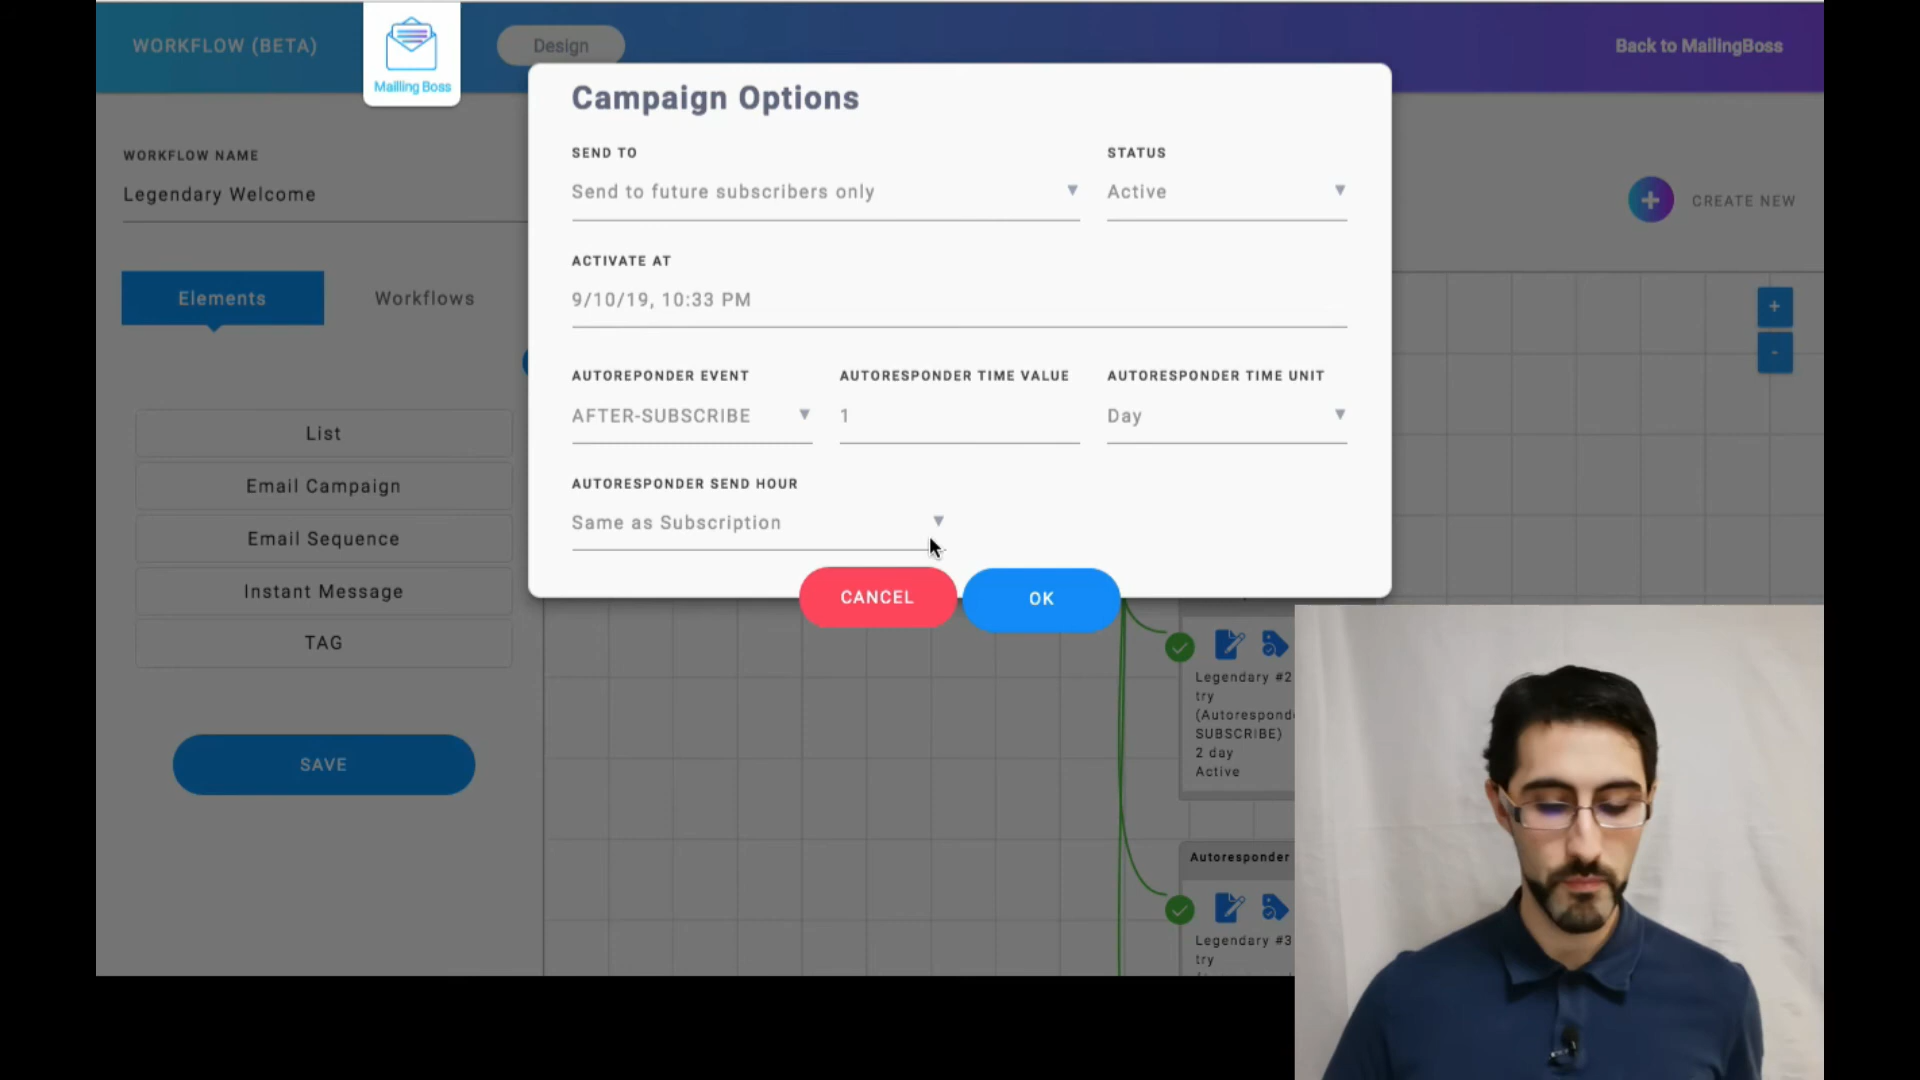 WORKFLOW (BETA)
Mailling Boss
Design
Back to MailingBoss
Campaign Options
SEND TO
Send to future subscribers only
STATUS
Active
WORKFLOW NAME
Legendary Welcome
CREATE NEW
ACTIVATE AT
9/10/19, 10:33 PM
Elements
Workflows
+
-
AUTOREPONDER EVENT
AFTER-SUBSCRIBE
AUTORESPONDER TIME VALUE
1
AUTORESPONDER TIME UNIT
Day
List
Email Campaign
Email Sequence
Instant Message
TAG
AUTORESPONDER SEND HOUR
Same as Subscription
CANCEL
OK
SAVE
Legendary #2
try
(Autoresponde
SUBSCRIBE)
2 day
Active
Autoresponder
Legendary #3
try